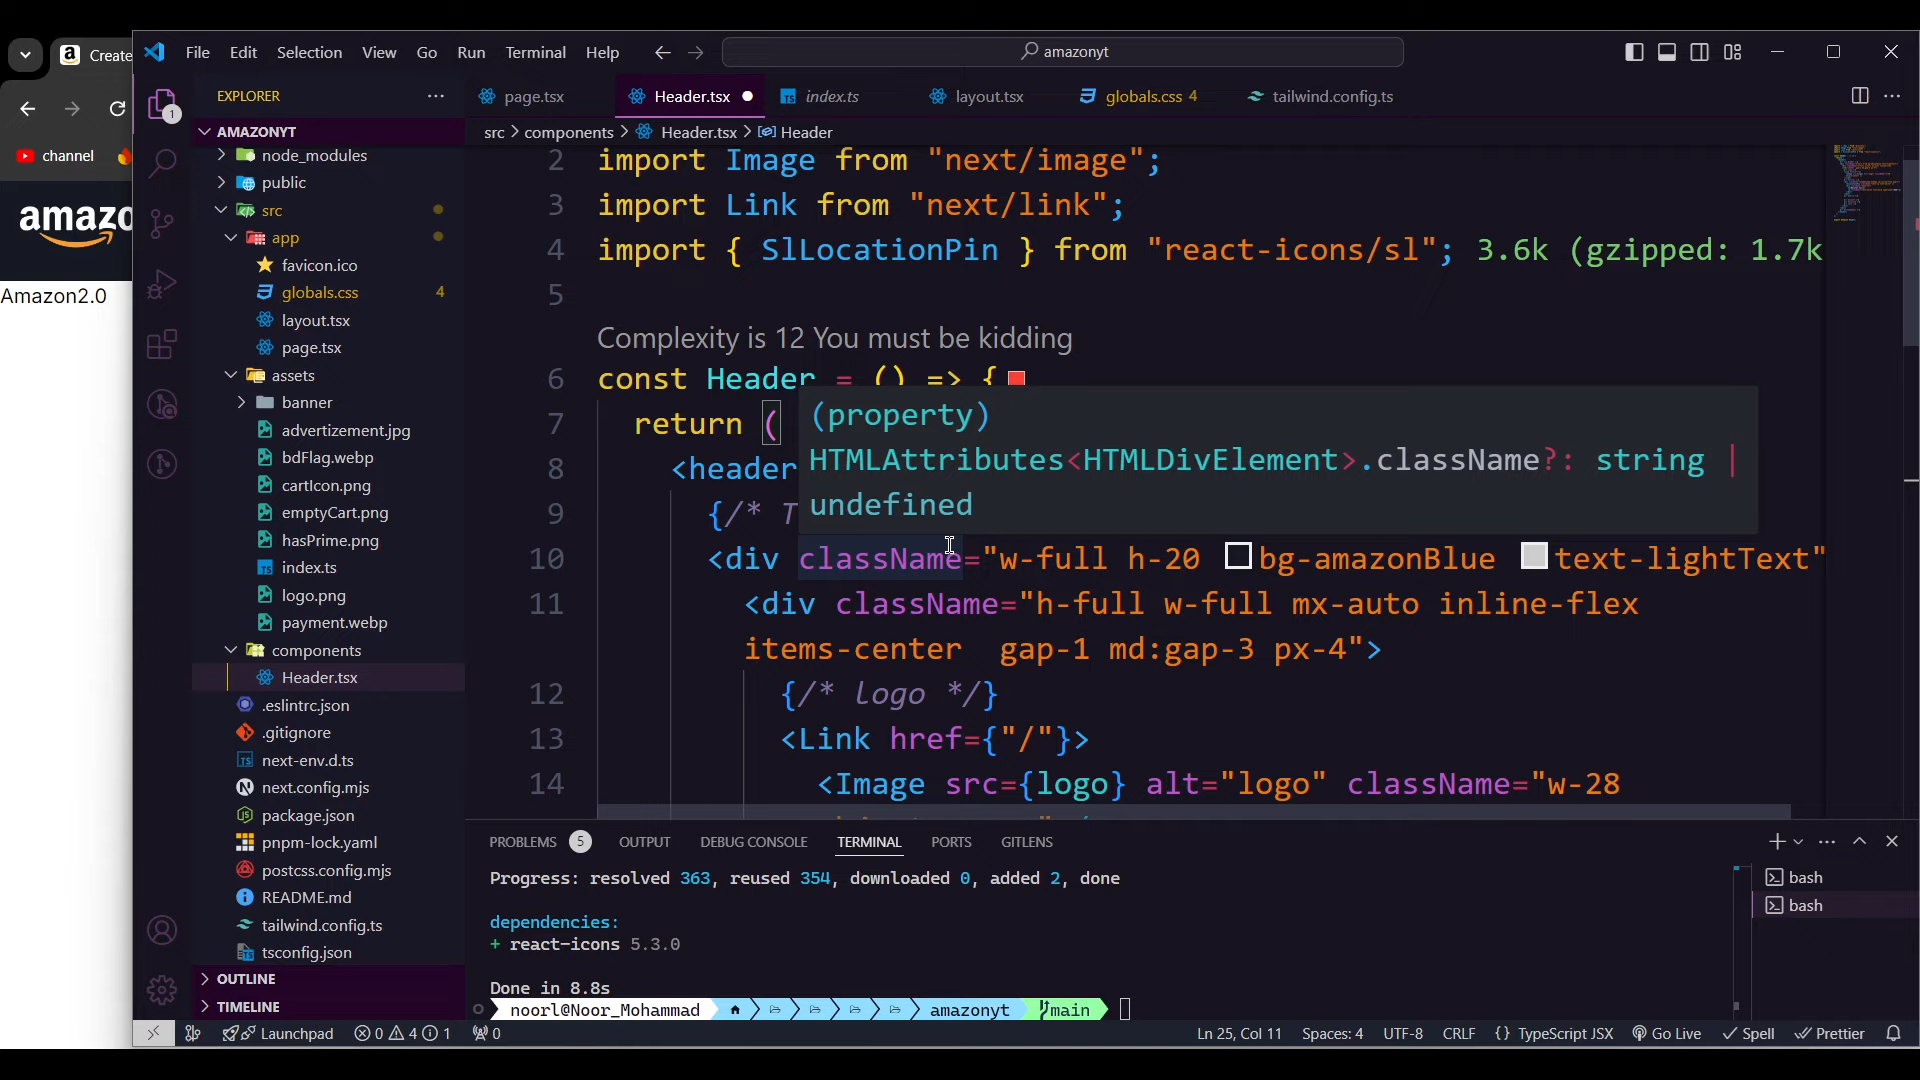 Create
File Edit Selection View Go Run Terminal Help
amazonyt
channel
amazo
Amazon2.0
EXPLORER
AMAZONYT
node_modules
public
src
app
favicon.ico
globals.css 4
layout.tsx
page.tsx
assets
banner
advertizement.jpg
bdFlag.webp
cartIcon.png
emptyCart.png
hasPrime.png
index.ts
logo.png
payment.webp
components
Header.tsx
.eslintrc.json
.gitignore
next-env.d.ts
next.config.mjs
package.json
pnpm-lock.yaml
postcss.config.mjs
README.md
tailwind.config.ts
tsconfig.json
OUTLINE
TIMELINE
page.tsx Header.tsx index.ts layout.tsx globals.css 4 tailwind.config.ts
src > components > Header.tsx > Header
2 import Image from "next/image";
3 import Link from "next/link";
4 import { SlLocationPin } from "react-icons/sl"; 3.6k (gzipped: 1.7k
5
Complexity is 12 You must be kidding
6 const Header = () => {
7 return (
8 <header
9 {/* T
(property)
HTMLAttributes<HTMLDivElement>.className?: string |
undefined
10 <div className="w-full h-20 bg-amazonBlue text-lightText"
11 <div className="h-full w-full mx-auto inline-flex
items-center gap-1 md:gap-3 px-4">
12 {/* logo */}
13 <Link href={"/"}>
14 <Image src={logo} alt="logo" className="w-28
PROBLEMS 5 OUTPUT DEBUG CONSOLE TERMINAL PORTS GITLENS
Progress: resolved 363, reused 354, downloaded 0, added 2, done
dependencies:
+ react-icons 5.3.0
Done in 8.8s
noorl@Noor_Mohammad amazonyt main
bash
bash
1
Launchpad 0 4 1 0
Ln 25, Col 11 Spaces: 4 UTF-8 CRLF {} TypeScript JSX Go Live Spell Prettier